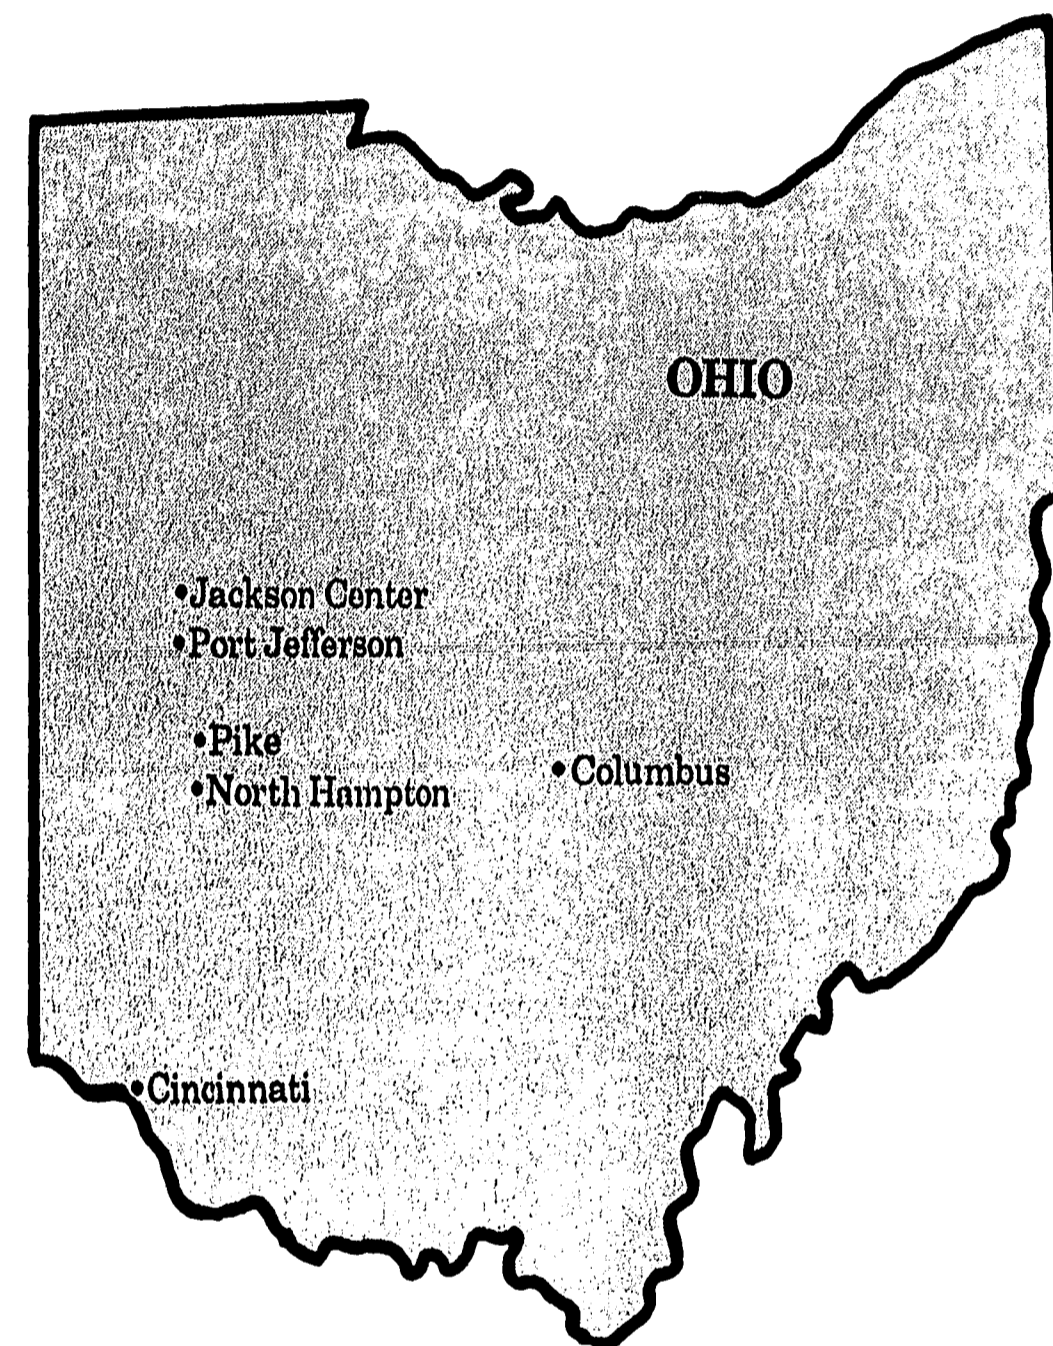 OHIO
Jackson Center
Port Jefferson
Pike
Columbus
North Hampton
Cincinnati